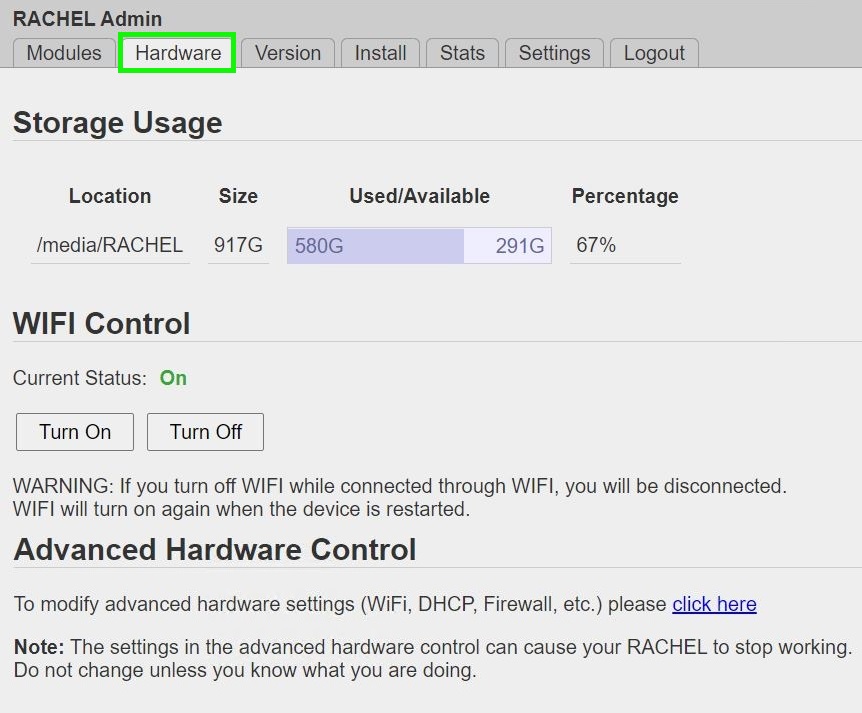 RACHEL Admin
Modules Hardware Version Install Stats Settings Logout
Storage Usage
Location Size Used/Available Percentage
/media/RACHEL 917G 580G 291G 67%
WIFI Control
Current Status: On
Turn On Turn Off
WARNING: If you turn off WIFI while connected through WIFI, you will be disconnected.
WIFI will turn on again when the device is restarted.
Advanced Hardware Control
To modify advanced hardware settings (WiFi, DHCP, Firewall, etc.) please click here
Note: The settings in the advanced hardware control can cause your RACHEL to stop working.
Do not change unless you know what you are doing.